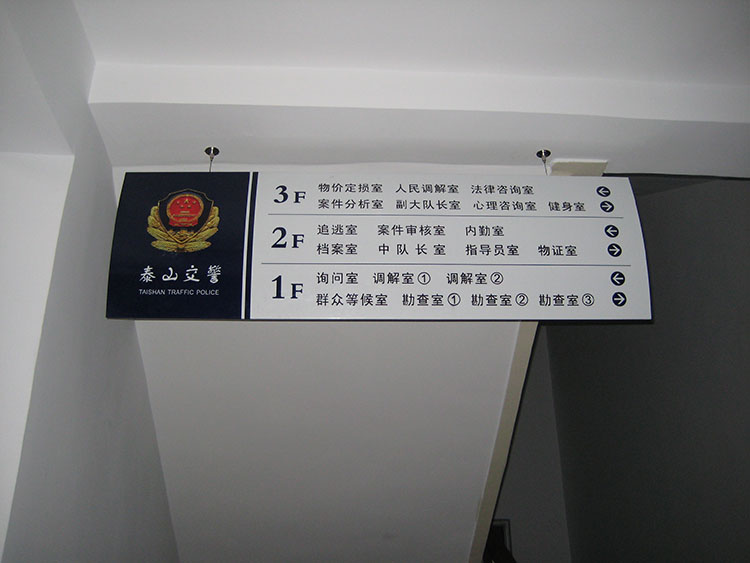 泰山交警
TAISHAN TRAFFIC POLICE
3F
物价定损室 人民调解室 法律咨询室
案件分析室 副大队长室 心理咨询室 健身室
2F
追逃室 案件审核室 内勤室
档案室 中队长室 指导员室 物证室
1F
询问室 调解室① 调解室②
群众等候室 勘查室① 勘查室② 勘查室③